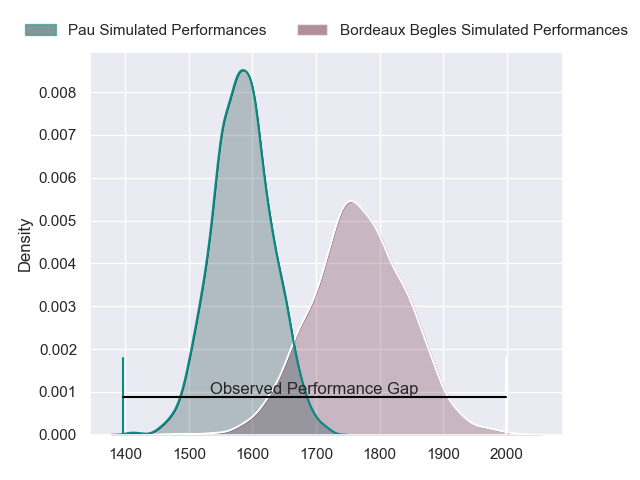 Pau Simulated Performances
Bordeaux Begles Simulated Performances
0.008
0.007
0.006
0.005
0.004
0.003
0.002
0.001
0.000
Density
Observed Performance Gap
1400 1500 1600 1700 1800 1900 2000